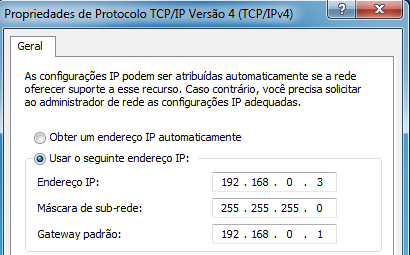 Propriedades de Protocolo TCP/IP Versão 4 (TCP/IPv4)
Geral
As configurações IP podem ser atribuídas automaticamente se a rede
oferecer suporte a esse recurso. Caso contrário, você precisa solicitar
ao administrador de rede as configurações IP adequadas.
Obter um endereço IP automaticamente
Usar o seguinte endereço IP:
Endereço IP: 192 . 168 . 0 . 3
Máscara de sub-rede: 255 . 255 . 255 . 0
Gateway padrão: 192 . 168 . 0 . 1